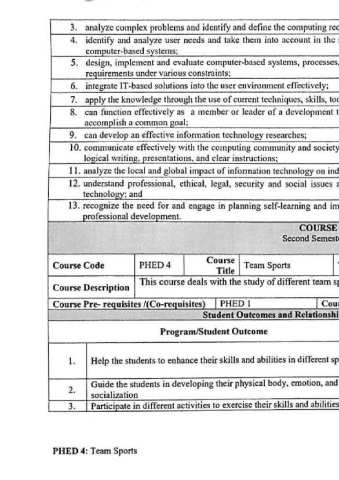 3. analyze complex problems and identify and define the computing
4. identify and analyze user needs and take them into account in the
computer-based systems;
5. design, implement and evaluate computer-based systems, processes,
requirements under various constraints;
6. integrate IT-based solutions into the user environment effectively;
7. apply the knowledge through the use of current techniques, skills,
8. can function effectively as a member or leader of a development
accomplish a common goal;
9. can develop an effective information technology researches;
10. communicate effectively with the computing community and society
logical writing, presentations, and clear instructions;
11. analyze the local and global impact of information technology on
12. understand professional, ethical, legal, security and social issues
technology; and
13. recognize the need for and engage in planning self-learning and
professional development.
COURSE
Second
Course Code PHED 4 Course Title Team Sports
Course Description This course deals with the study of different team
Course Pre- requisites /(Co-requisites) PHED 1
Student Outcomes and
Program/Student Outcome
1. Help the students to enhance their skills and abilities in different
2. Guide the students in developing their physical body, emotion, and
socialization
3. Participate in different activities to exercise their skills and abilities
PHED 4: Team Sports